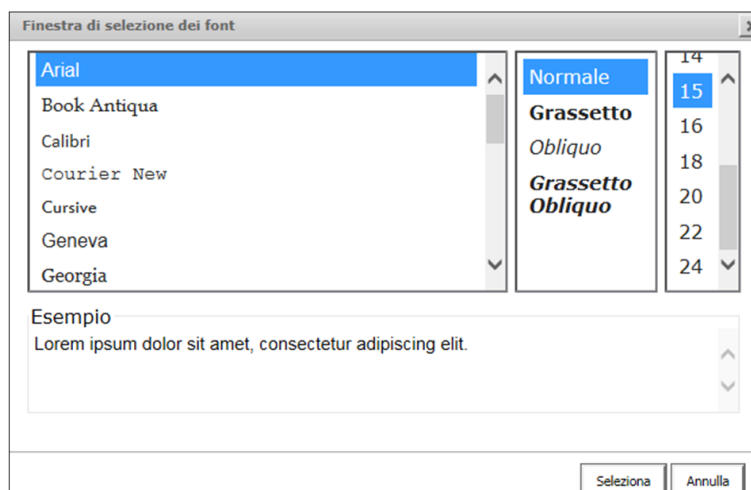 Finestra di selezione dei font
Arial
Book Antiqua
Calibri
Courier New
Cursive
Geneva
Georgia
Normale
Grassetto
Obliquo
Grassetto
Obliquo
14
15
16
18
20
22
24
Esempio
Lorem ipsum dolor sit amet, consectetur adipiscing elit.
Seleziona
Annulla